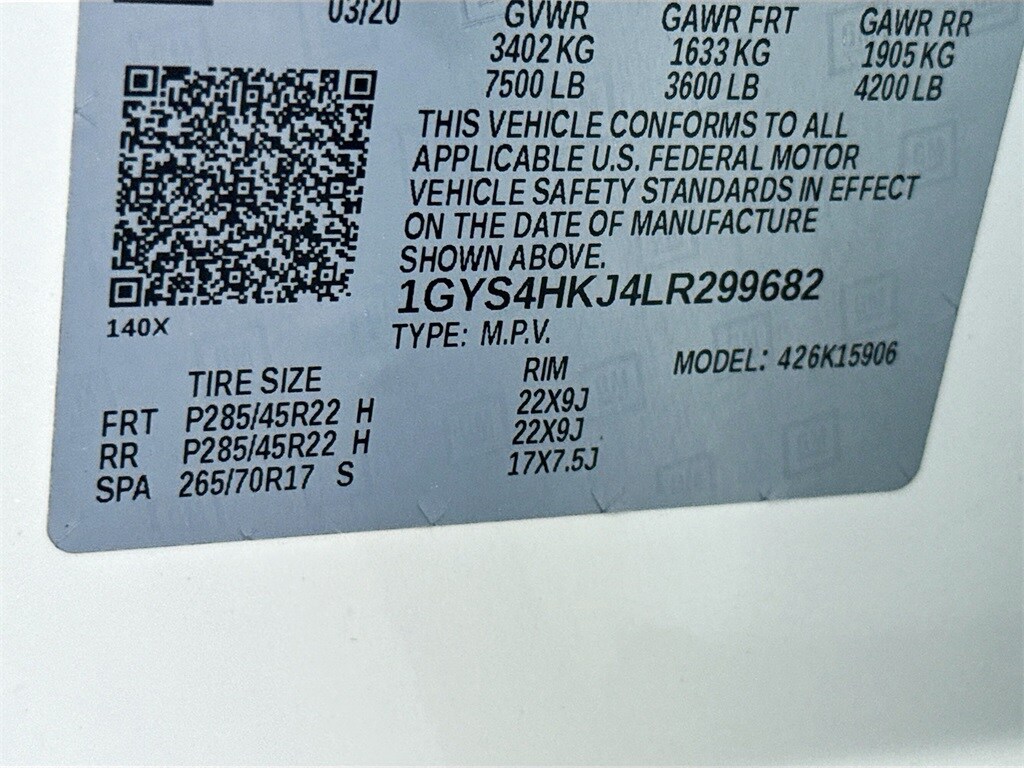 03/20 GVWR GAWR FRT GAWR RR
3402 KG 1633 KG 1905 KG
7500 LB 3600 LB 4200 LB
THIS VEHICLE CONFORMS TO ALL
APPLICABLE U.S. FEDERAL MOTOR
VEHICLE SAFETY STANDARDS IN EFFECT
ON THE DATE OF MANUFACTURE
SHOWN ABOVE.
1GYS4HKJ4LR299682
140X
TYPE: M.P.V.
MODEL: 426K15906
TIRE SIZE RIM
FRT P285/45R22 H 22X9J
RR P285/45R22 H 22X9J
SPA 265/70R17 S 17X7.5J